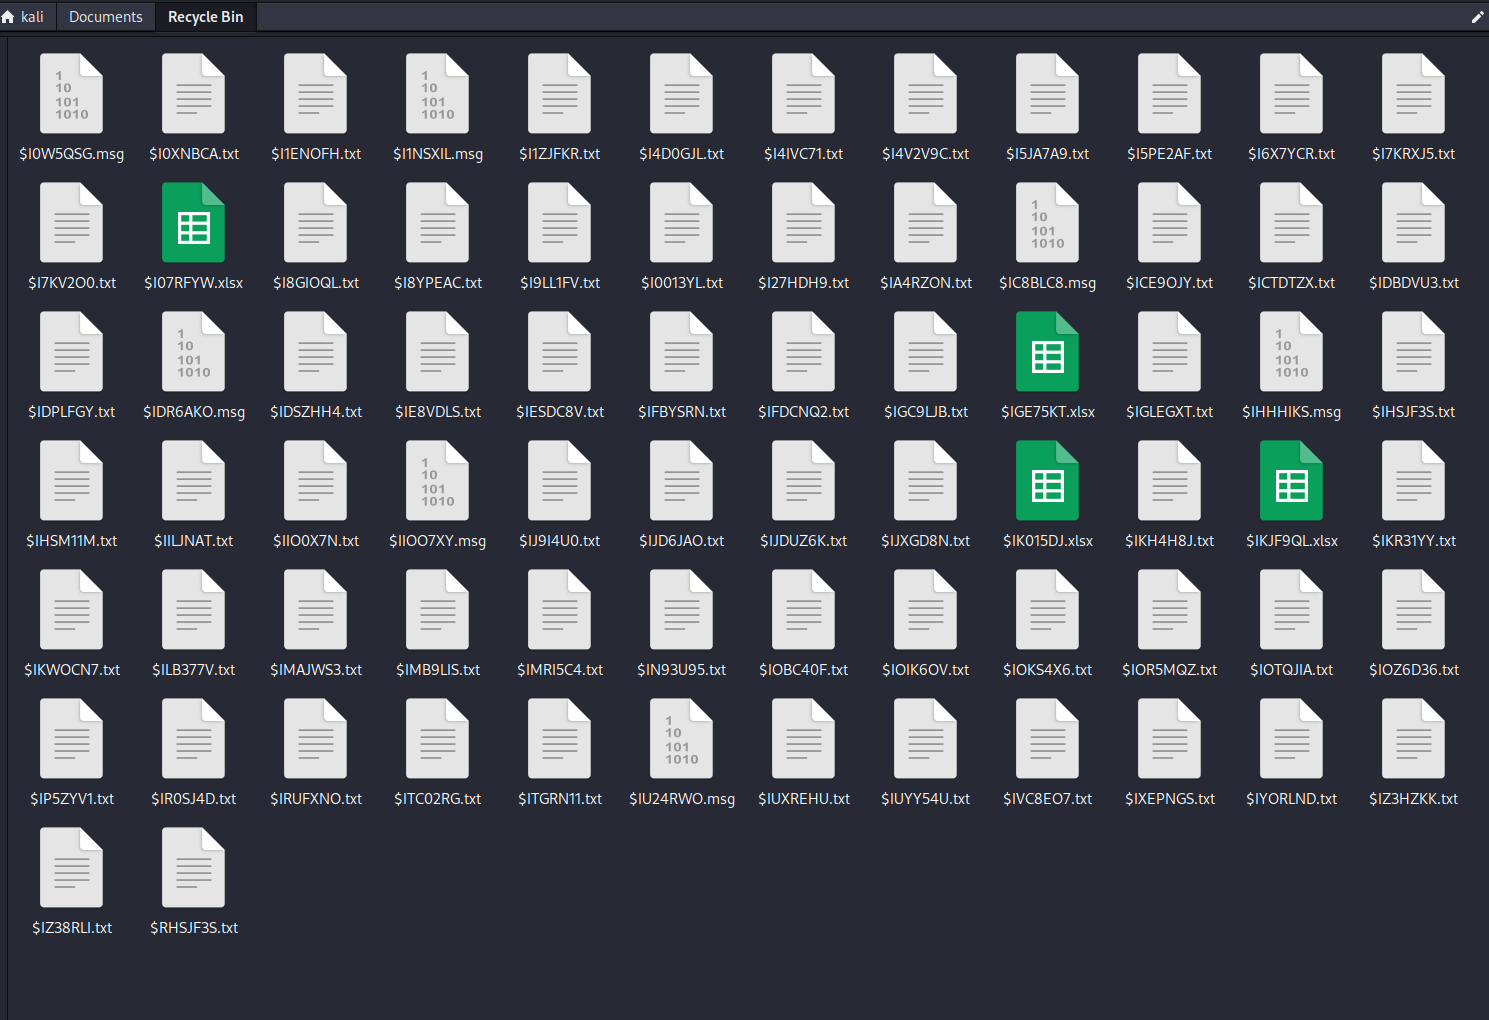 kali Documents Recycle Bin
1 10 101 1010 1 10 101 1010
$I0W5QSG.msg $I0XNBCA.txt $I1ENOFH.txt $I1NSXIL.msg $I1ZJFKR.txt $I4D0GJL.txt $I4IVC71.txt $I4V2V9C.txt $I5JA7A9.txt $I5PE2AF.txt $I6X7YCR.txt $I7KRXJ5.txt
1 10 101 1010
$I7KV2O0.txt $I07RFYW.xlsx $I8GIOQL.txt $I8YPEAC.txt $I9LL1FV.txt $I0013YL.txt $I27HDH9.txt $IA4RZON.txt $IC8BLC8.msg $ICE9OJY.txt $ICTDTZX.txt $IDBDVU3.txt
1 10 101 1010 1 10 101 1010
$IDPLFGY.txt $IDR6AKO.msg $IDSZHH4.txt $IE8VDLS.txt $IESDC8V.txt $IFBYSRN.txt $IFDCNQ2.txt $IGC9LJB.txt $IGE75KT.xlsx $IGLEGXT.txt $IHHHIKS.msg $IHSJF3S.txt
1 10 101 1010
$IHSM11M.txt $IILJNAT.txt $IIO0X7N.txt $IIOO7XY.msg $IJ9I4U0.txt $IJD6JAO.txt $IJDUZ6K.txt $IJXGD8N.txt $IK015DJ.xlsx $IKH4H8J.txt $IKJF9QL.xlsx $IKR31YY.txt
$IKWOCN7.txt $ILB377V.txt $IMAJWS3.txt $IMB9LIS.txt $IMRI5C4.txt $IN93U95.txt $IOBC40F.txt $IOIK6OV.txt $IOKS4X6.txt $IOR5MQZ.txt $IOTQJIA.txt $IOZ6D36.txt
1 10 101 1010
$IP5ZYV1.txt $IR0SJ4D.txt $IRUFXNO.txt $ITC02RG.txt $ITGRN11.txt $IU24RWO.msg $IUXREHU.txt $IUYY54U.txt $IVC8EO7.txt $IXEPNGS.txt $IYORLND.txt $IZ3HZKK.txt
$IZ38RLI.txt $RHSJF3S.txt